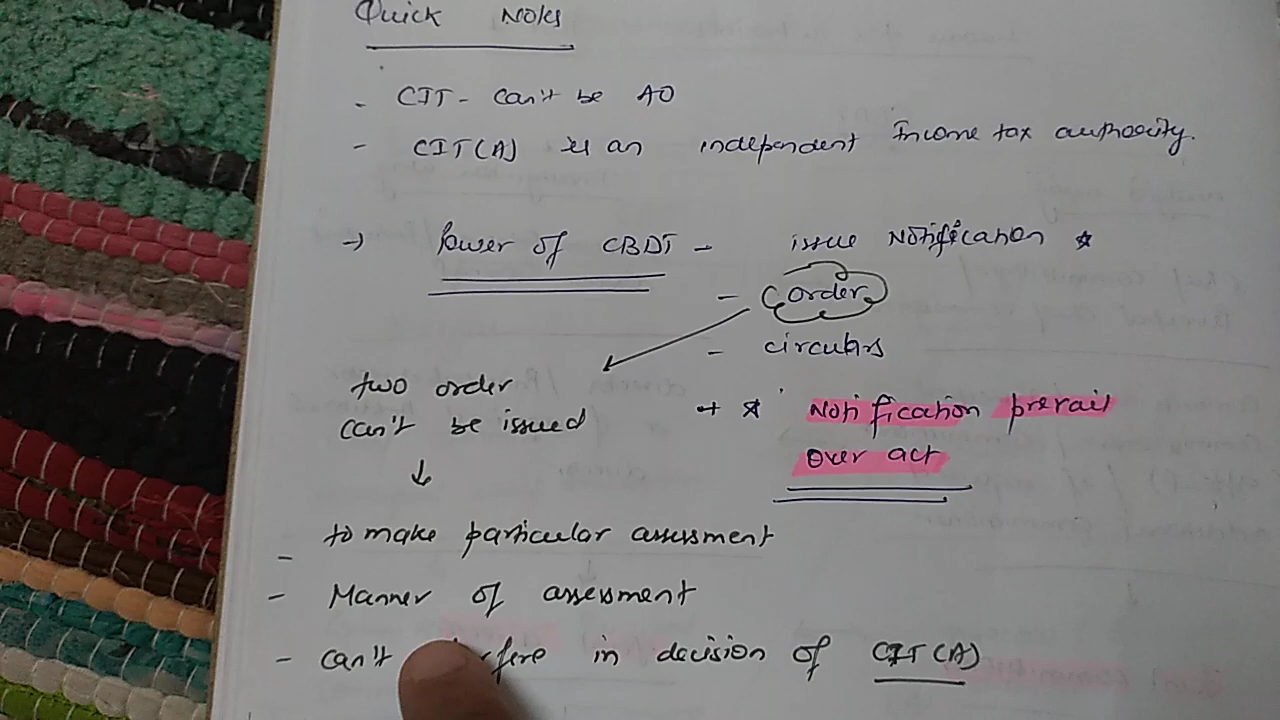 Quick Notes
- CIT - can't be AO
- CIT(A) is an independent Income tax authority.
→ Power of CBDT - issue Notification ☆
- order
- circulars
two order
can't be issued
→ ☆ Notification prevail
over act
↓
- to make particular assessment
- Manner of assessment
- can't in decision of CIT(A)